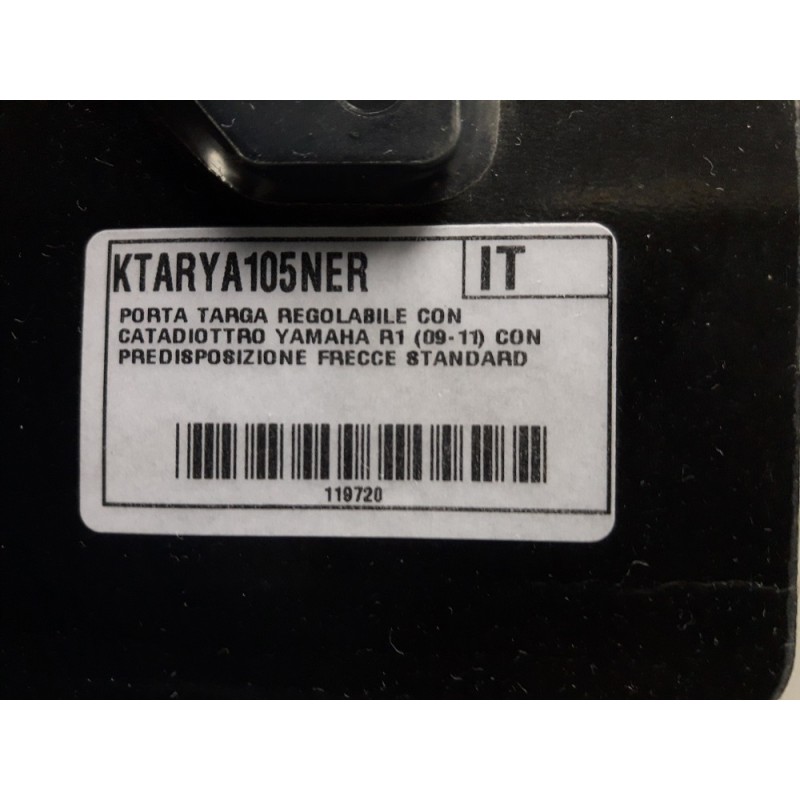 KTARYA105NER IT
PORTA TARGA REGOLABILE CON
CATADIOTTRO YAMAHA R1 (09-11) CON
PREDISPOSIZIONE FRECCE STANDARD
119720